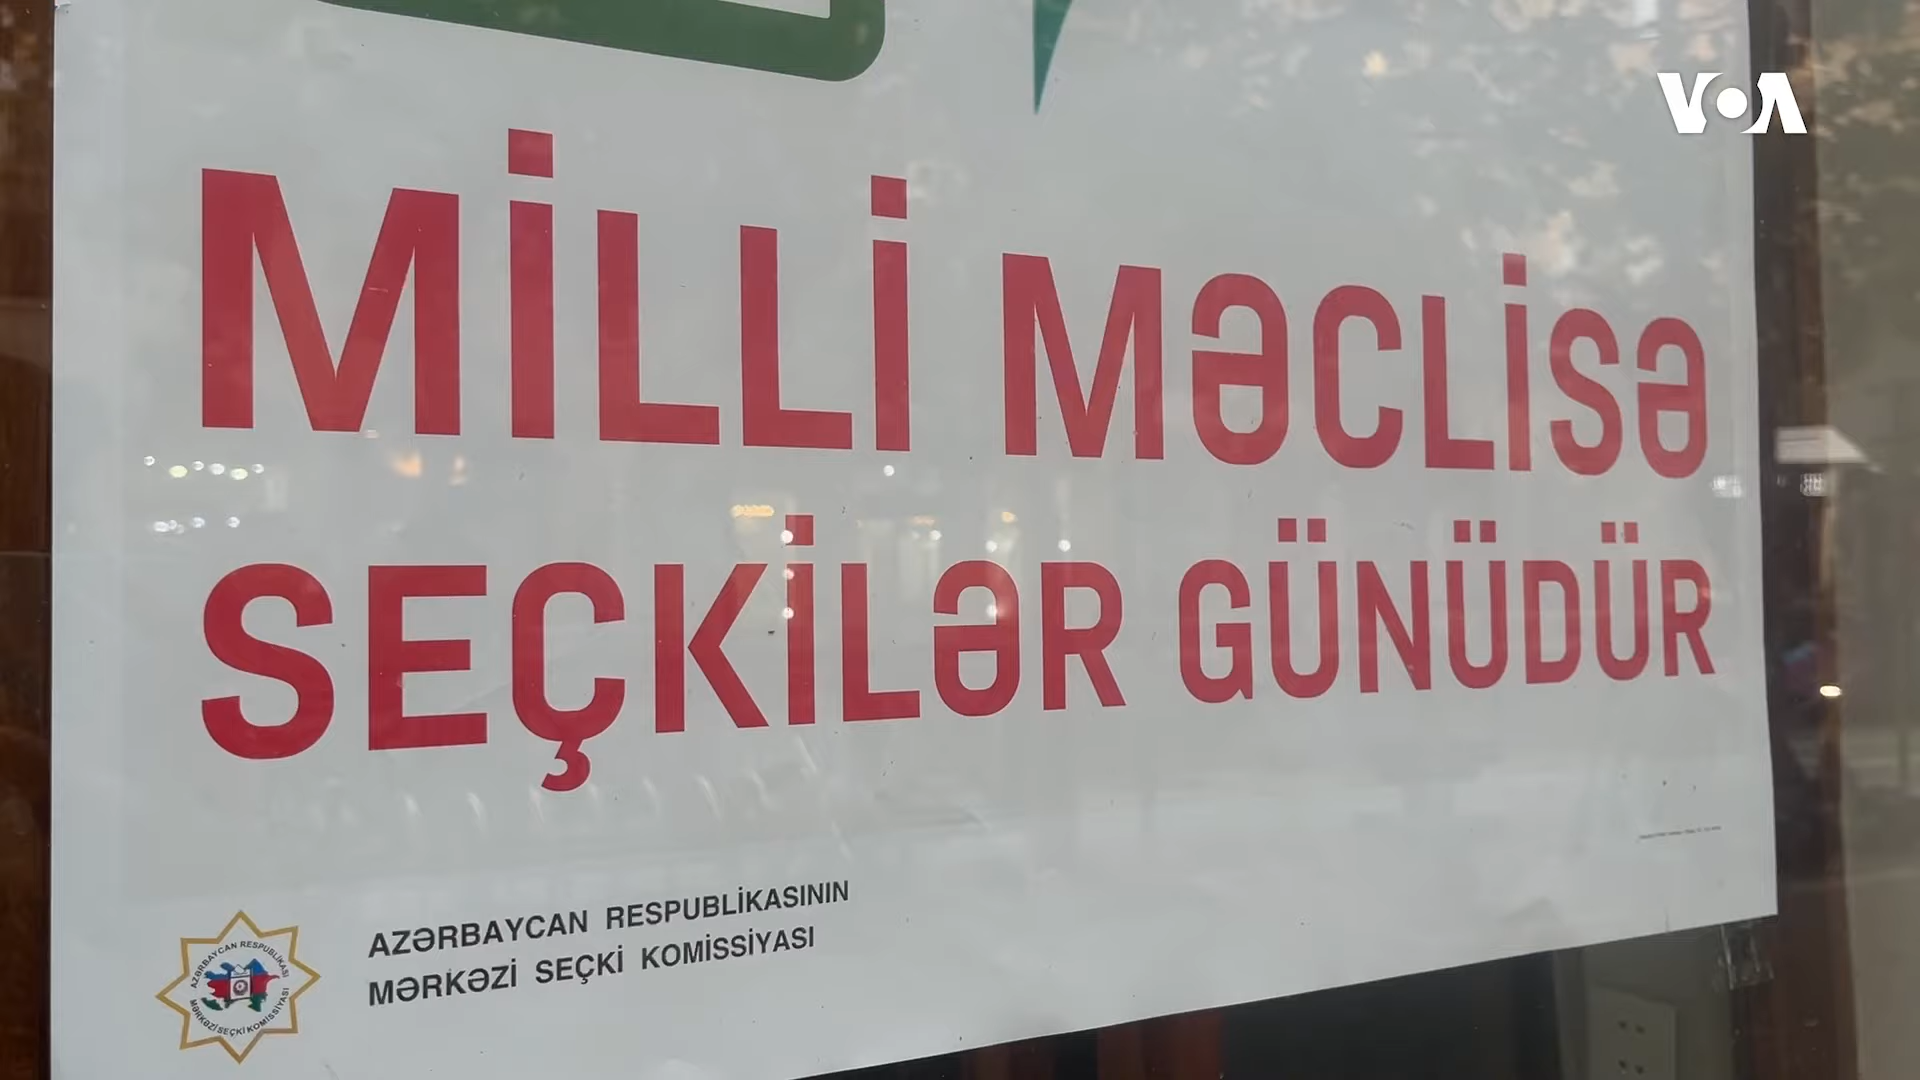 VOA
MİLLİ MƏCLİSƏ
SEÇKİLƏR GÜNÜDÜR
AZƏRBAYCAN RESPUBLİKASININ
MƏRKƏZİ SEÇKİ KOMİSSİYASI
AZƏRBAYCAN RESPUBLİKASI
MƏRKƏZİ SEÇKİ KOMİSSİYASI